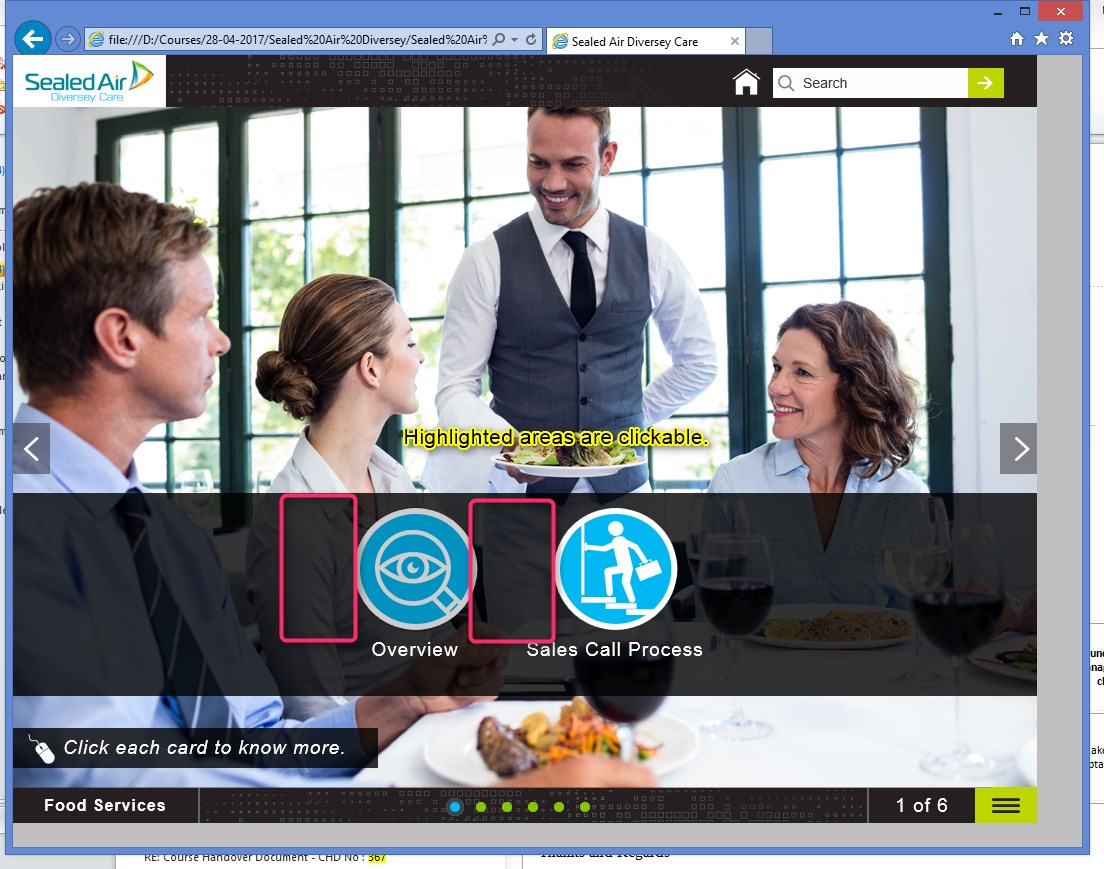 file:///D:/Courses/28-04-2017/Sealed%20Air%20Diversey/Sealed%20Air%
Sealed Air Diversey Care
Sealed Air
Diversey Care
Search
Highlighted areas are clickable.
Overview
Sales Call Process
Click each card to know more.
Food Services
1 of 6
RE: Course Handover Document - CHD No : 367
Thanks and Regards